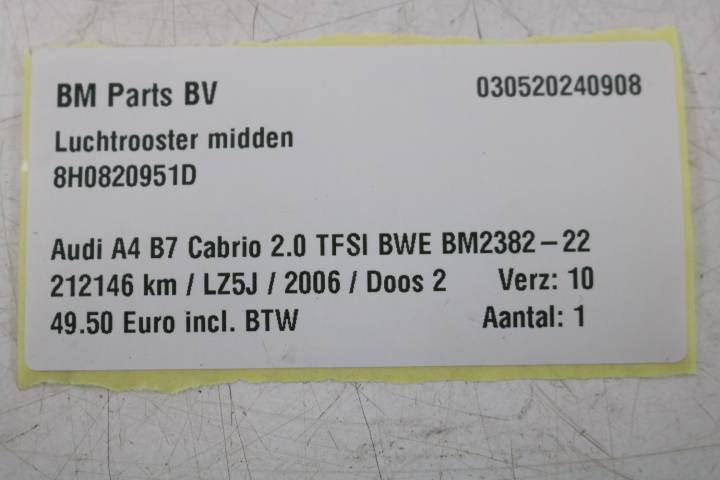 BM Parts BV 030520240908
Luchtrooster midden
8H0820951D
Audi A4 B7 Cabrio 2.0 TFSI BWE BM2382-22
212146 km / LZ5J / 2006 / Doos 2 Verz: 10
49.50 Euro incl. BTW Aantal: 1